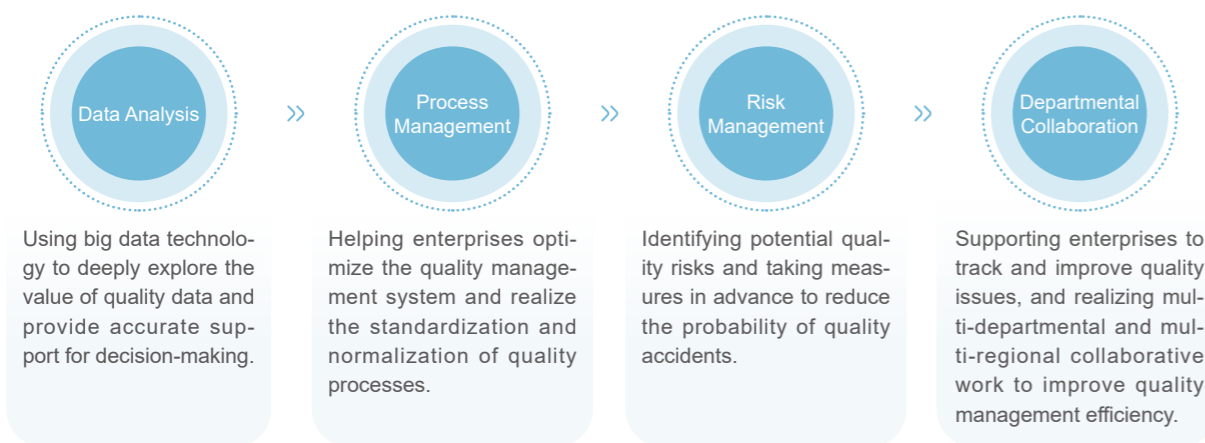 Data Analysis
Using big data technolo-
gy to deeply explore the
value of quality data and
provide accurate sup-
port for decision-making.
Process
Management
Helping enterprises opti-
mize the quality manage-
ment system and realize
the standardization and
normalization of quality
processes.
Risk
Management
Identifying potential qual-
ity risks and taking meas-
ures in advance to reduce
the probability of quality
accidents.
Departmental
Collaboration
Supporting enterprises to
track and improve quality
issues, and realizing mul-
ti-departmental and mul-
ti-regional collaborative
work to improve quality
management efficiency.